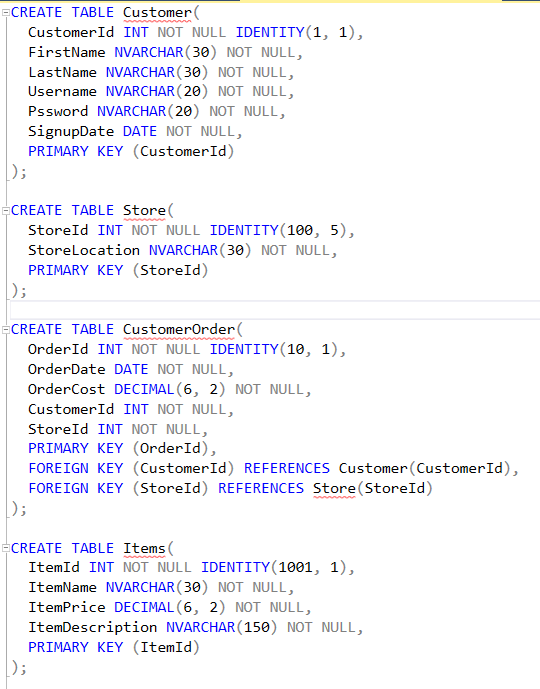 CREATE TABLE Customer(
CustomerId INT NOT NULL IDENTITY(1, 1),
FirstName NVARCHAR(30) NOT NULL,
LastName NVARCHAR(30) NOT NULL,
Username NVARCHAR(20) NOT NULL,
Pssword NVARCHAR(20) NOT NULL,
SignupDate DATE NOT NULL,
PRIMARY KEY (CustomerId)
);
CREATE TABLE Store(
StoreId INT NOT NULL IDENTITY(100, 5),
StoreLocation NVARCHAR(30) NOT NULL,
PRIMARY KEY (StoreId)
);
CREATE TABLE CustomerOrder(
OrderId INT NOT NULL IDENTITY(10, 1),
OrderDate DATE NOT NULL,
OrderCost DECIMAL(6, 2) NOT NULL,
CustomerId INT NOT NULL,
StoreId INT NOT NULL,
PRIMARY KEY (OrderId),
FOREIGN KEY (CustomerId) REFERENCES Customer(CustomerId),
FOREIGN KEY (StoreId) REFERENCES Store(StoreId)
);
CREATE TABLE Items(
ItemId INT NOT NULL IDENTITY(1001, 1),
ItemName NVARCHAR(30) NOT NULL,
ItemPrice DECIMAL(6, 2) NOT NULL,
ItemDescription NVARCHAR(150) NOT NULL,
PRIMARY KEY (ItemId)
);